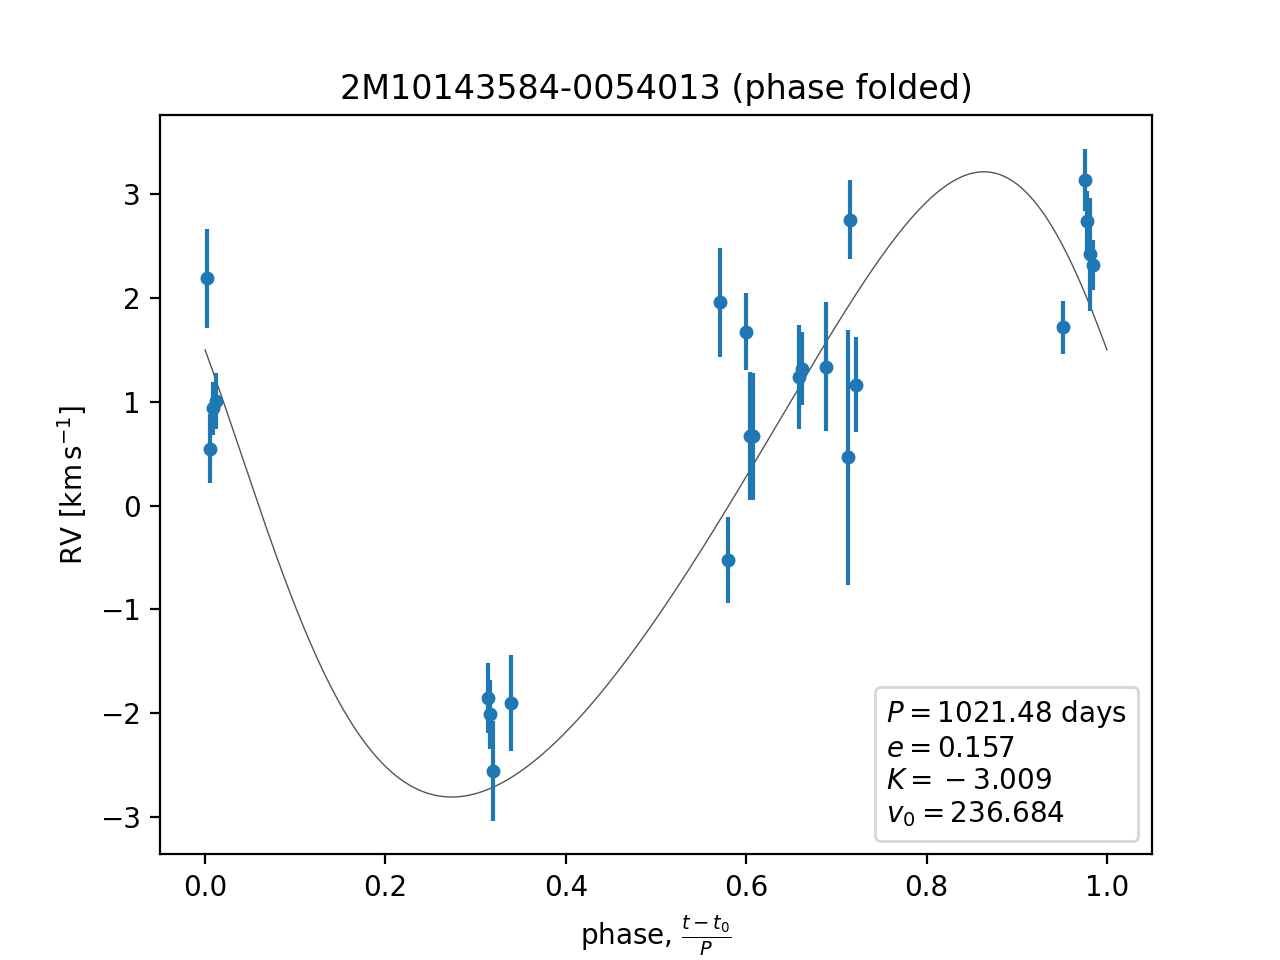 2M10143584-0054013 (phase folded)
RV [km s⁻¹]
3
2
1
0
−1
−2
−3
P = 1021.48 days
e = 0.157
K = −3.009
v₀ = 236.684
0.0 0.2 0.4 0.6 0.8 1.0
phase, (t − t₀)/P